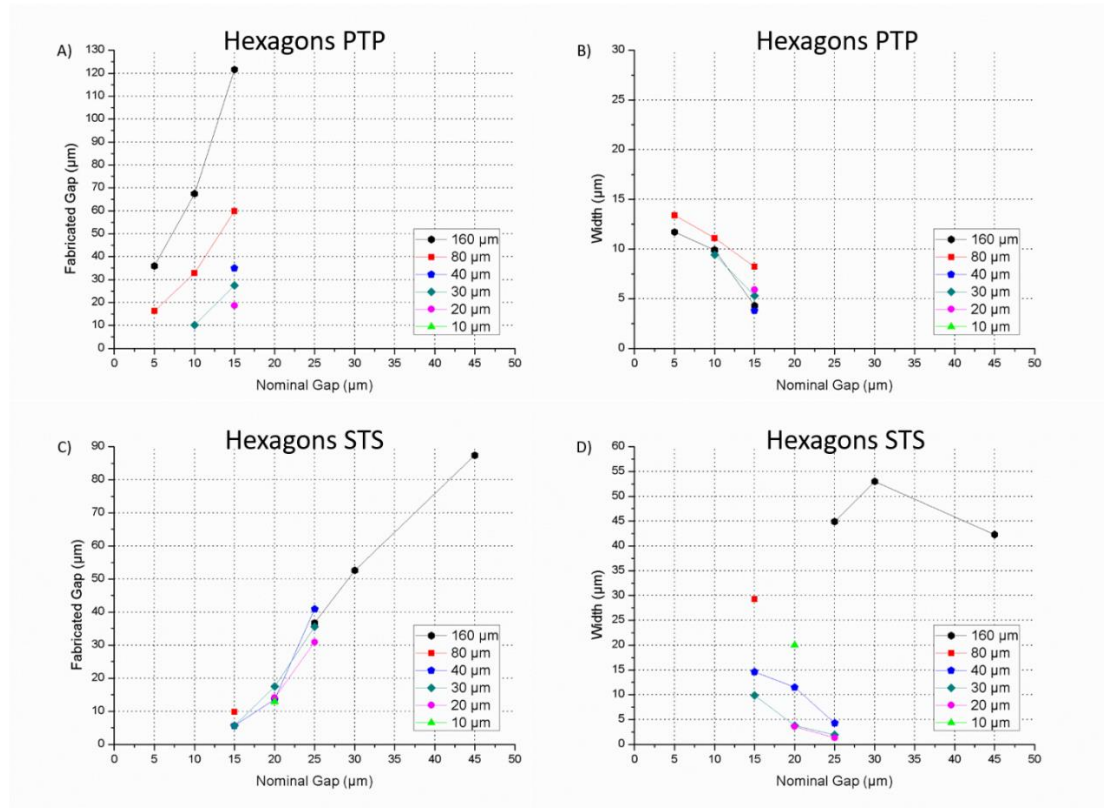 A) Hexagons PTP
Fabricated Gap (µm)
130
120
110
100
90
80
70
60
50
40
30
20
10
0
160 µm
80 µm
40 µm
30 µm
20 µm
10 µm
0 5 10 15 20 25 30 35 40 45 50
Nominal Gap (µm)
B) Hexagons PTP
Width (µm)
30
25
20
15
10
5
0
160 µm
80 µm
40 µm
30 µm
20 µm
10 µm
0 5 10 15 20 25 30 35 40 45 50
Nominal Gap (µm)
C) Hexagons STS
Fabricated Gap (µm)
90
80
70
60
50
40
30
20
10
0
160 µm
80 µm
40 µm
30 µm
20 µm
10 µm
0 5 10 15 20 25 30 35 40 45 50
Nominal Gap (µm)
D) Hexagons STS
Width (µm)
60
55
50
45
40
35
30
25
20
15
10
5
0
160 µm
80 µm
40 µm
30 µm
20 µm
10 µm
0 5 10 15 20 25 30 35 40 45 50
Nominal Gap (µm)